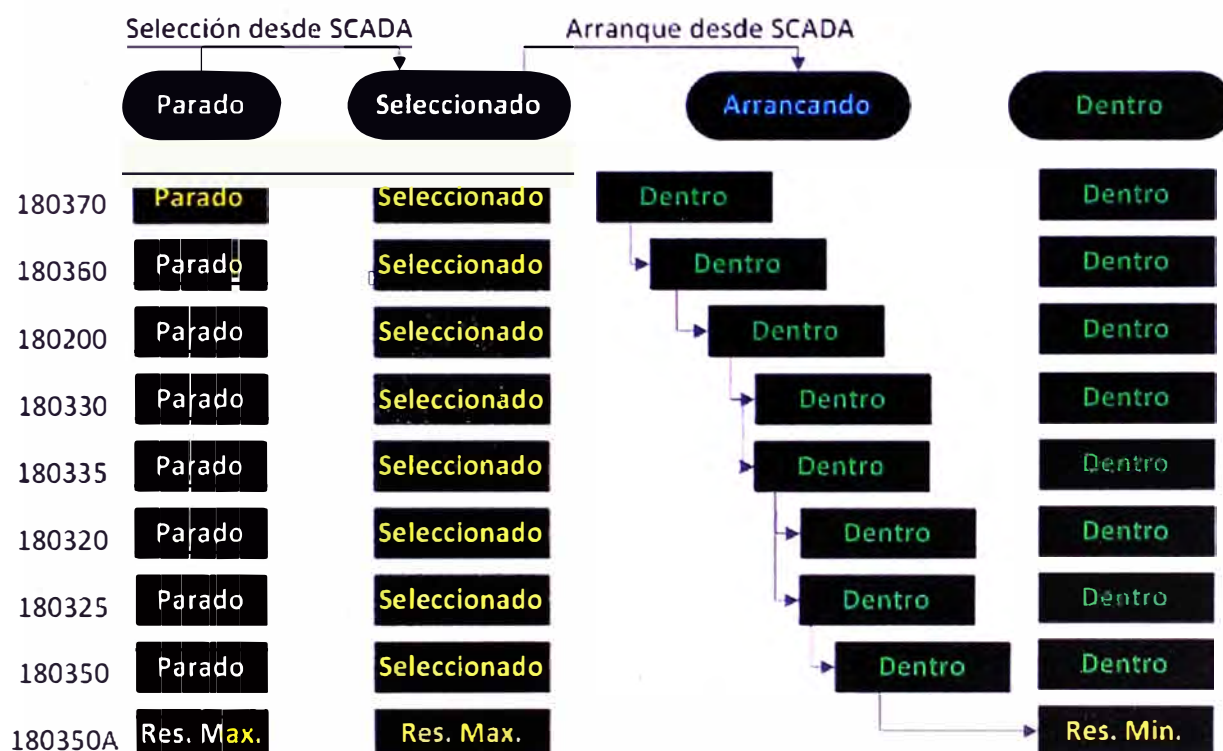 Selección desde SCADA Arranque desde SCADA
Parado Seleccionado Arrancando Dentro
180370 Parado Seleccionado Dentro Dentro
180360 Parado Seleccionado Dentro Dentro
180200 Parado Seleccionado Dentro Dentro
180330 Parado Seleccionado Dentro Dentro
180335 Parado Seleccionado Dentro Dentro
180320 Parado Seleccionado Dentro Dentro
180325 Parado Seleccionado Dentro Dentro
180350 Parado Seleccionado Dentro Dentro
180350A Res. Max. Res. Max. Res. Min.